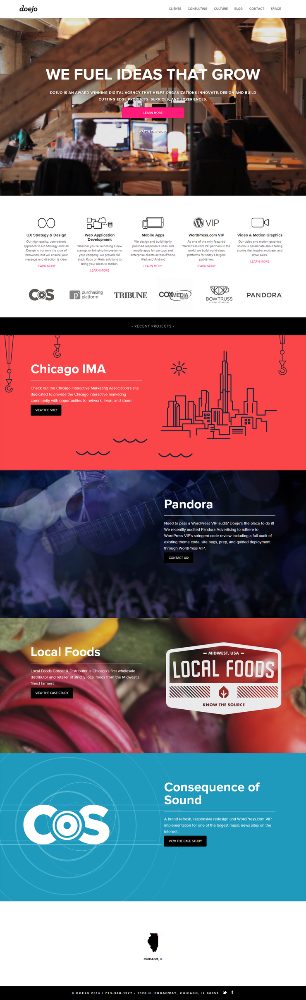 doejo
CLIENTS CONSULTING CULTURE BLOG CONTACT SPACE
WE FUEL IDEAS THAT GROW
DOEJO IS AN AWARD-WINNING DIGITAL AGENCY THAT HELPS ORGANIZATIONS INNOVATE, DESIGN AND BUILD
CUTTING EDGE PRODUCTS, SERVICES, AND EXPERIENCES.
LEARN MORE
WATCH THE VIDEO
UX Strategy & Design
Our high quality, user-centric
approach to UX Strategy and UX
Design is not only the crux of
innovation, but will ensure your
message and direction is clear.
LEARN MORE
Web Application
Development
Whether you're launching a new
startup, or bringing innovation to
your company. we provide full
stack Ruby on Rails solutions to
bring your ideas to market.
LEARN MORE
Mobile Apps
We design and build highly
polished responsive sites and
mobile apps for startups and
enterprise clients across iPhone,
iPad, and Android
LEARN MORE
VIP
WordPress.com VIP
As one of the only featured
WordPress.com VIP partners in the
world, we build world-class
platforms for today's largest
publishers
LEARN MORE
Video & Motion Graphics
Our video and motion graphics
studio is passionate about telling
stories that inspire, motivate, and
drive sales.
LEARN MORE
COS
p purchasing
platform
TRIBUNE
COXMEDIA
GROUP
BOWTRUSS
COFFEE ROASTERS
PANDORA
- RECENT PROJECTS -
Chicago IMA
Check out the Chicago Interactive Marketing Association's site
dedicated to provide the Chicago interactive marketing
community with opportunities to network, learn, and share.
VIEW THE SITE!
Pandora
Need to pass a WordPress VIP audit? Doejo's the place to do it!
We recently audited Pandora Advertising to adhere to
WordPress VIP's stringent code review including a full audit of
existing theme code, site bugs, prep, and guided deployment
through WordPress VIP.
CONTACT US!
Local Foods
Local Foods Grocer & Distributor is Chicago's first wholesale
distributor and retailer of strictly local foods from the Midwest's
finest farmers.
VIEW THE CASE STUDY
MIDWEST, USA
LOCAL FOODS
KNOW THE SOURCE
COS
Consequence of
Sound
A brand refresh, responsive redesign and WordPress.com VIP
implementation for one of the largest music news sites on the
internet.
VIEW THE CASE STUDY
CHICAGO, IL
© DOEJO 2014 | 773-348-1227 • 3128 N. BROADWAY, CHICAGO, IL 60657